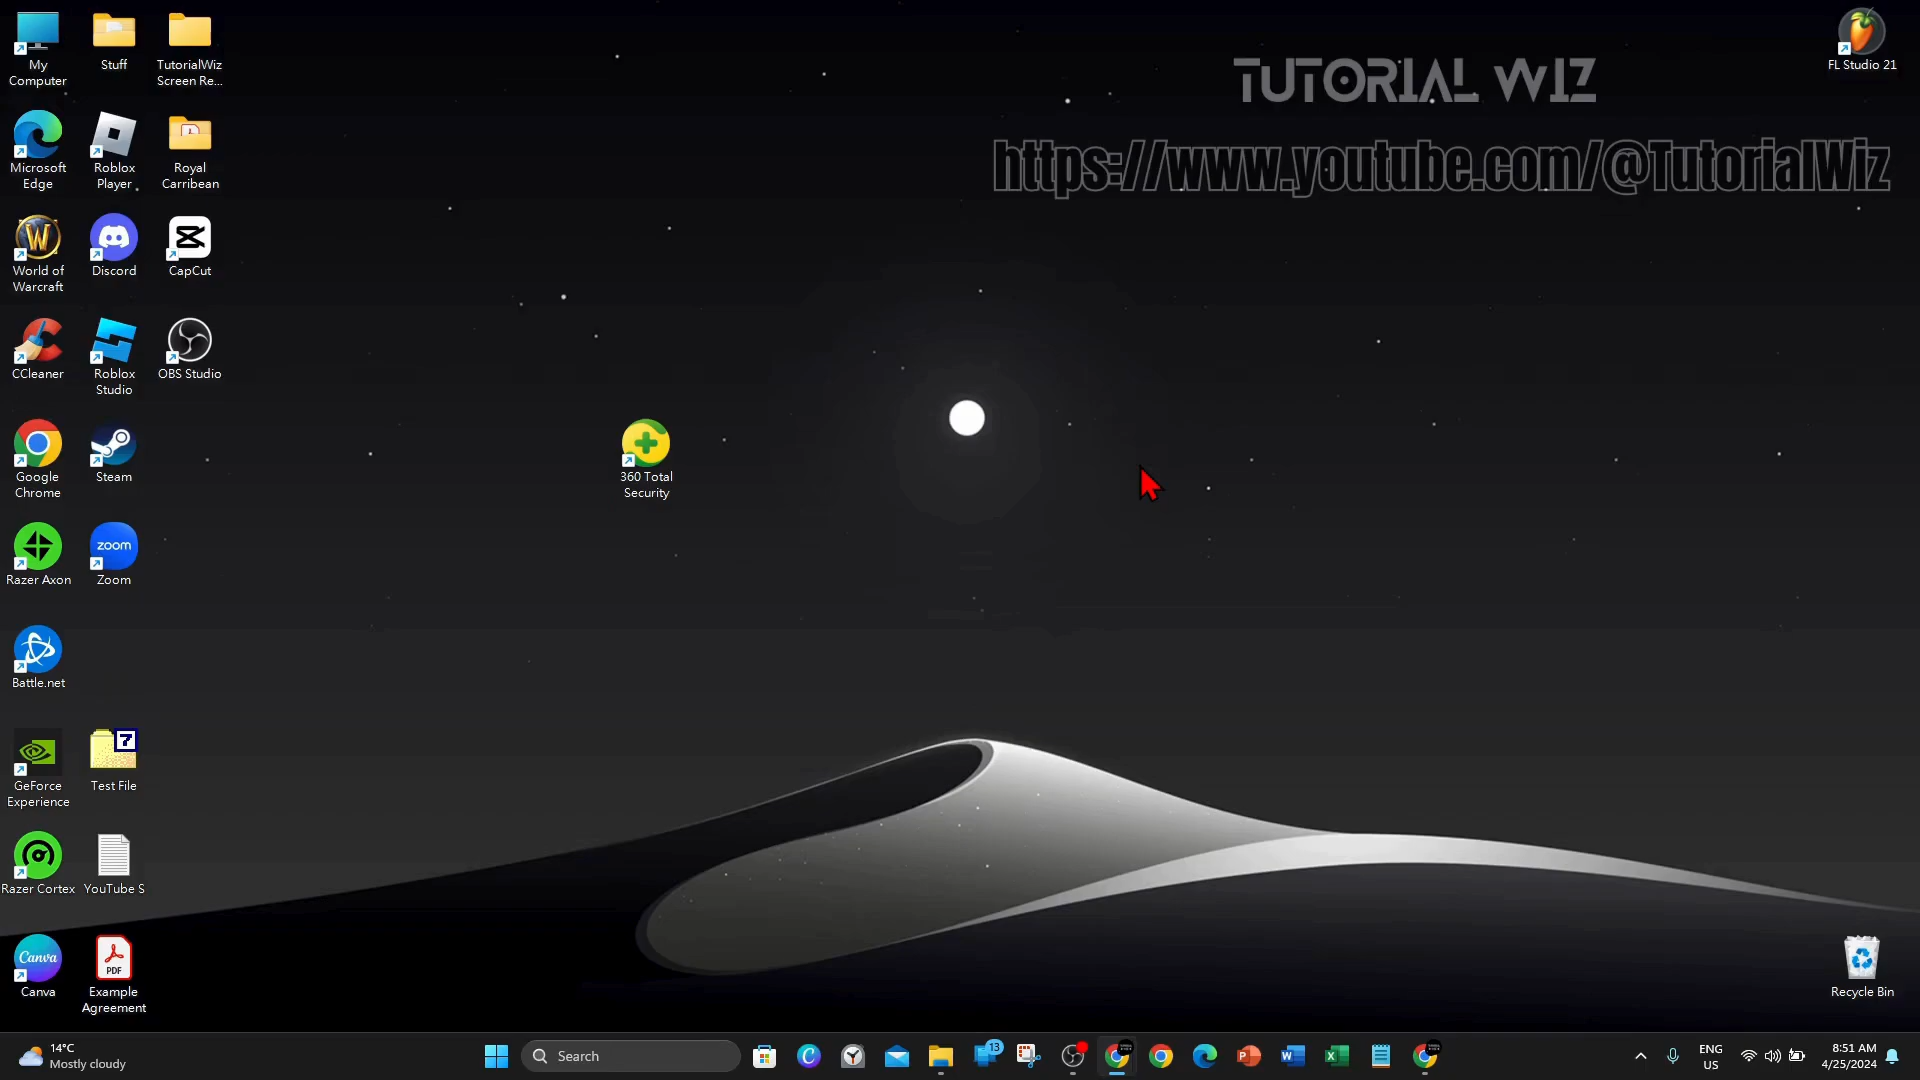 My
Computer
Stuff
TutorialWiz
Screen Re...
FL Studio 21
TUTORIAL WIZ
https://www.youtube.com/@TutorialWiz
Microsoft
Edge
Roblox
Player
Royal
Carribean
World of
Warcraft
Discord
CapCut
CCleaner
Roblox
Studio
OBS Studio
Google
Chrome
Steam
360 Total
Security
Razer Axon
zoom
Zoom
Battle.net
GeForce
Experience
7
Test File
Razer Cortex
YouTube S
Canva
Canva
PDF
Example
Agreement
Recycle Bin
14°C
Mostly cloudy
Search
13
ENG
US
8:51 AM
4/25/2024